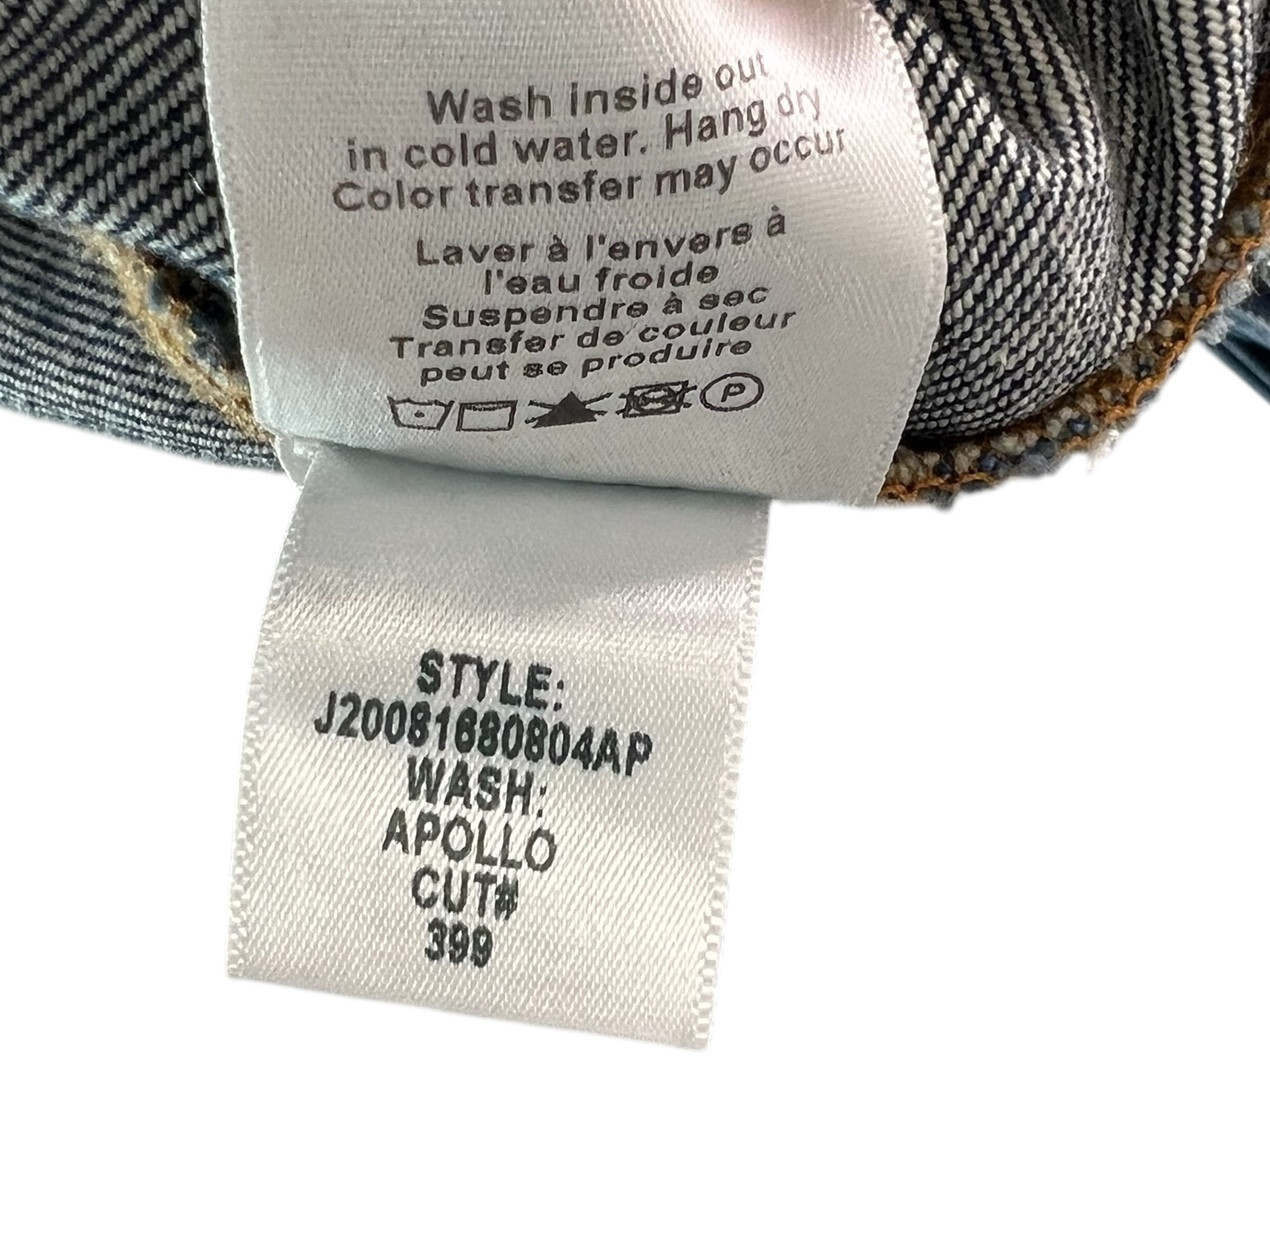 Wash inside out
in cold water. Hang dry
Color transfer may occur
Laver à l'envers à
l'eau froide
Suspendre à sec
Transfer de couleur
peut se produire
P
STYLE:
J20081680804AP
WASH:
APOLLO
CUT#
399